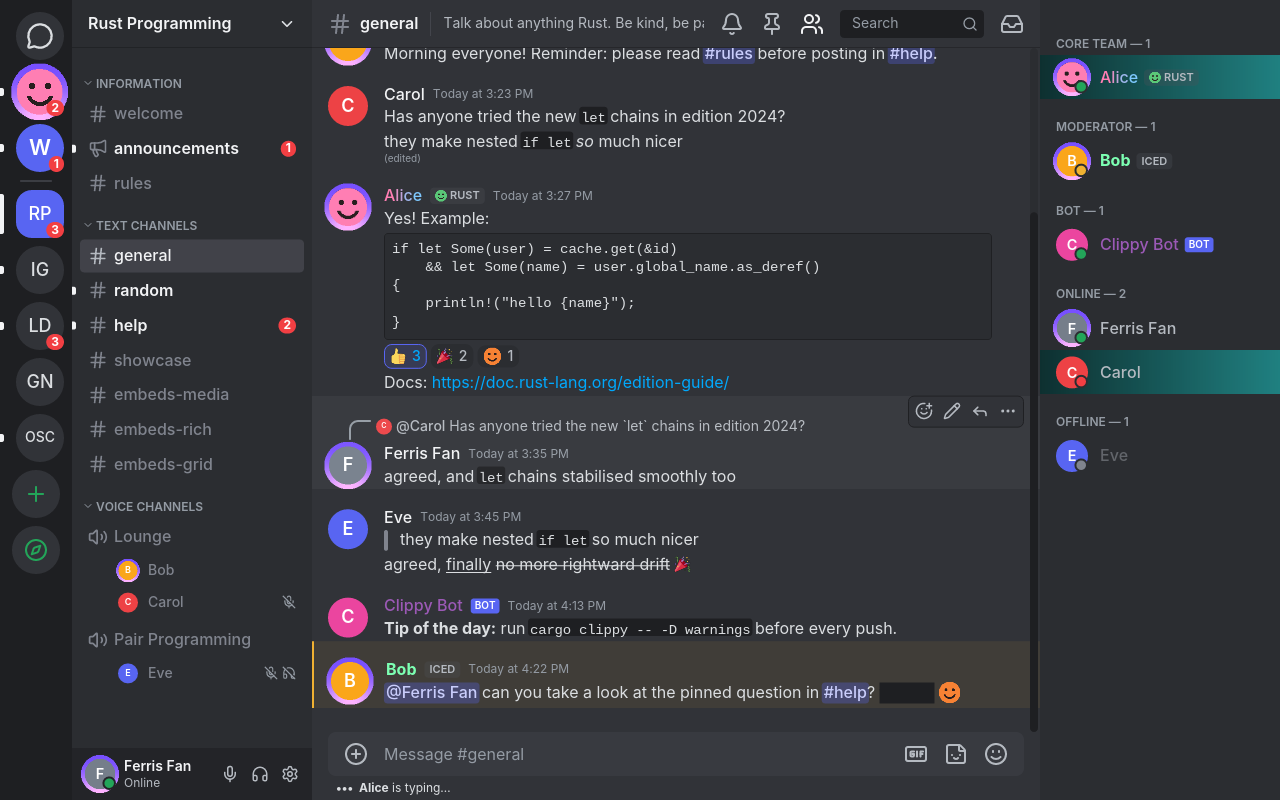 2
W
1
RP
3
IG
LD
3
GN
OSC
Rust Programming
INFORMATION
welcome
announcements 1
rules
TEXT CHANNELS
general
random
help 2
showcase
embeds-media
embeds-rich
embeds-grid
VOICE CHANNELS
Lounge
B Bob
C Carol
Pair Programming
E Eve
F Ferris Fan
Online
# general Talk about anything Rust. Be kind, be pa
Search
Morning everyone! Reminder: please read #rules before posting in #help.
C Carol Today at 3:23 PM
Has anyone tried the new let chains in edition 2024?
they make nested if let so much nicer
(edited)
Alice RUST Today at 3:27 PM
Yes! Example:
if let Some(user) = cache.get(&id)
    && let Some(name) = user.global_name.as_deref()
{
    println!("hello {name}");
}
👍 3 🎉 2 🙂 1
Docs: https://doc.rust-lang.org/edition-guide/
C @Carol Has anyone tried the new `let` chains in edition 2024?
F Ferris Fan Today at 3:35 PM
agreed, and let chains stabilised smoothly too
E Eve Today at 3:45 PM
they make nested if let so much nicer
agreed, finally no more rightward drift 🎉
C Clippy Bot BOT Today at 4:13 PM
Tip of the day: run cargo clippy -- -D warnings before every push.
B Bob ICED Today at 4:22 PM
@Ferris Fan can you take a look at the pinned question in #help? 🙂
Message #general
GIF
Alice is typing...
CORE TEAM — 1
Alice RUST
MODERATOR — 1
B Bob ICED
BOT — 1
C Clippy Bot BOT
ONLINE — 2
F Ferris Fan
C Carol
OFFLINE — 1
E Eve